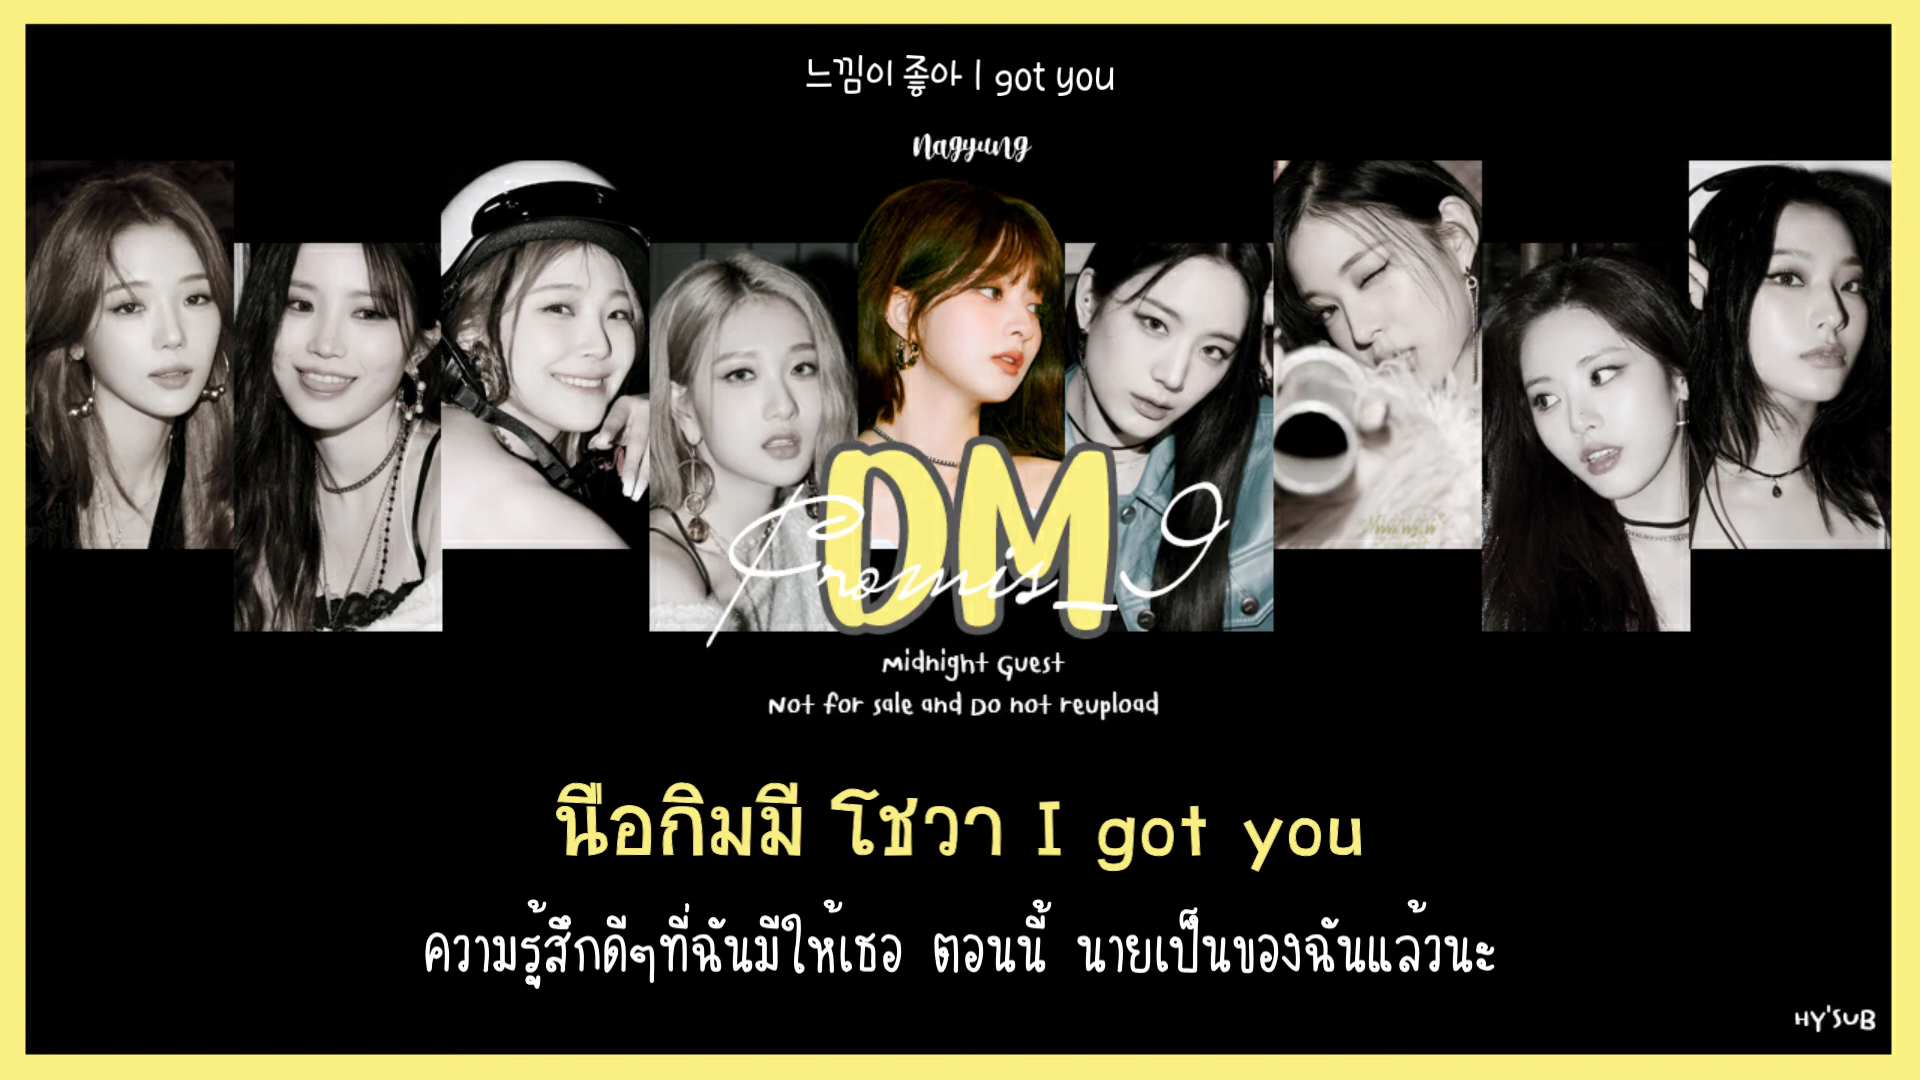 느낌이 좋아 I got you
Nagyung
DM
Fromis_9
Midnight Guest
Not for sale and Do not reupload
นือกิมมี โชวา I got you
ความรู้สึกดีๆที่ฉันมีให้เธอ ตอนนี้ นายเป็นของฉันแล้วนะ
HY'SUB